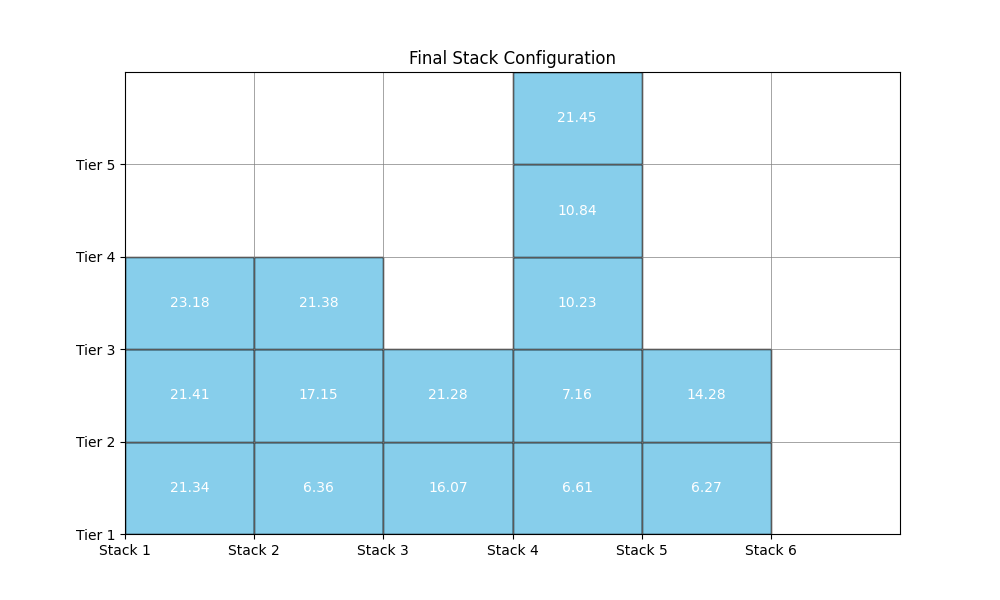 Final Stack Configuration
21.45
Tier 5
10.84
Tier 4
23.18 21.38 10.23
Tier 3
21.41 17.15 21.28 7.16 14.28
Tier 2
21.34 6.36 16.07 6.61 6.27
Tier 1
Stack 1 Stack 2 Stack 3 Stack 4 Stack 5 Stack 6